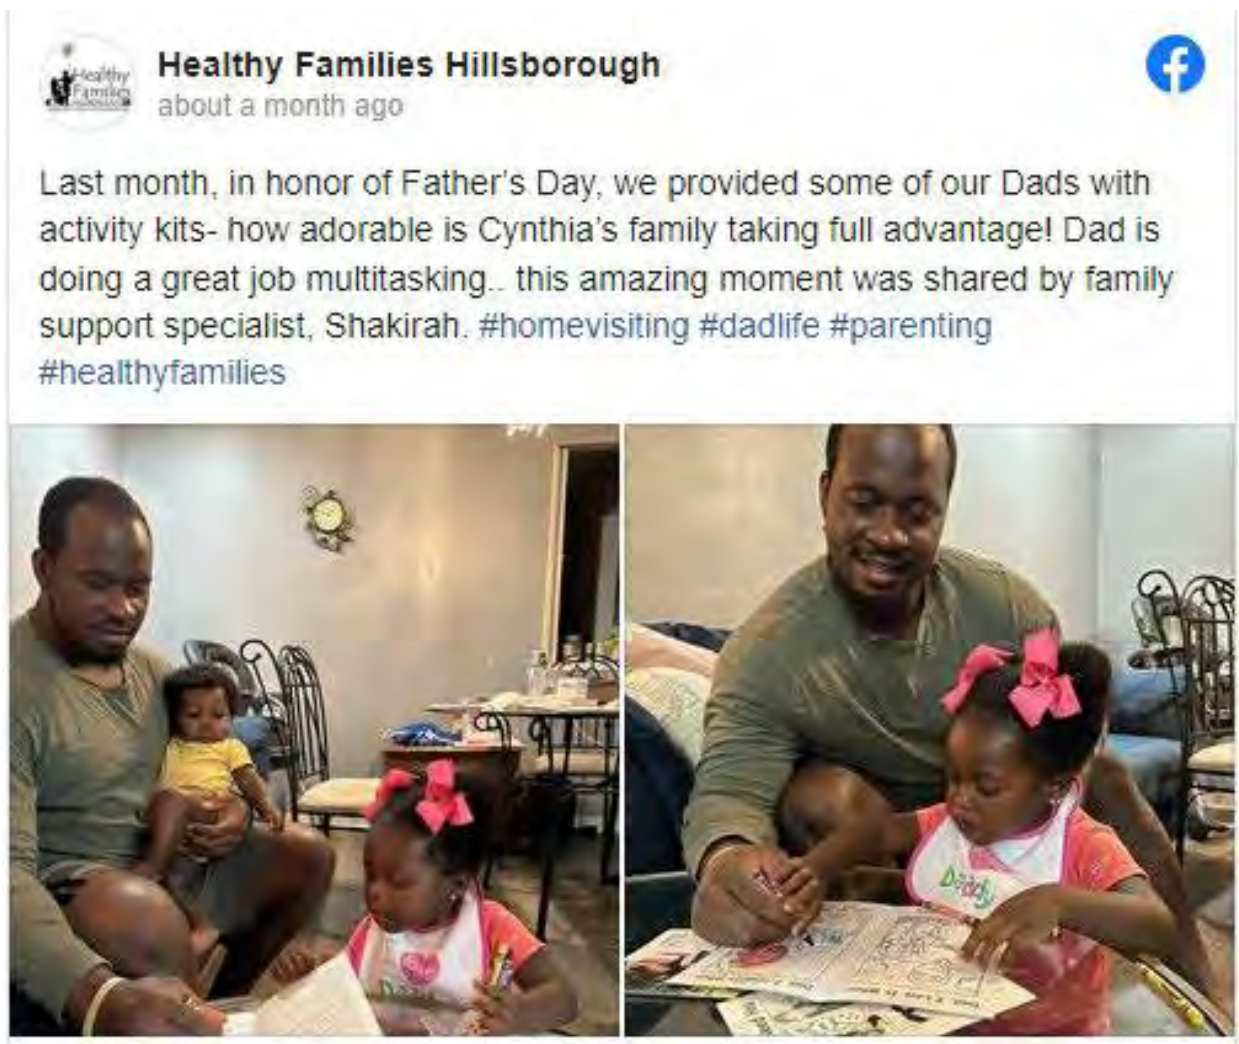 Healthy
Families
Healthy Families Hillsborough
about a month ago
Last month, in honor of Father's Day, we provided some of our Dads with
activity kits- how adorable is Cynthia's family taking full advantage! Dad is
doing a great job multitasking.. this amazing moment was shared by family
support specialist, Shakirah. #homevisiting #dadlife #parenting
#healthyfamilies
Daddy